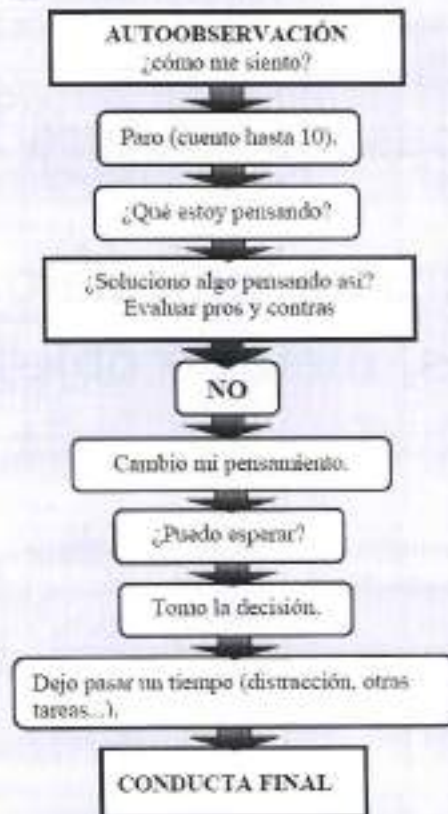 AUTOOBSERVACIÓN
¿cómo me siento?
Paro (cuento hasta 10).
¿Qué estoy pensando?
¿Soluciono algo pensando así?
Evaluar pros y contras
NO
Cambio mi pensamiento.
¿Puedo esperar?
Tomo la decisión.
Dejo pasar un tiempo (distracción, otras
tareas...).
CONDUCTA FINAL